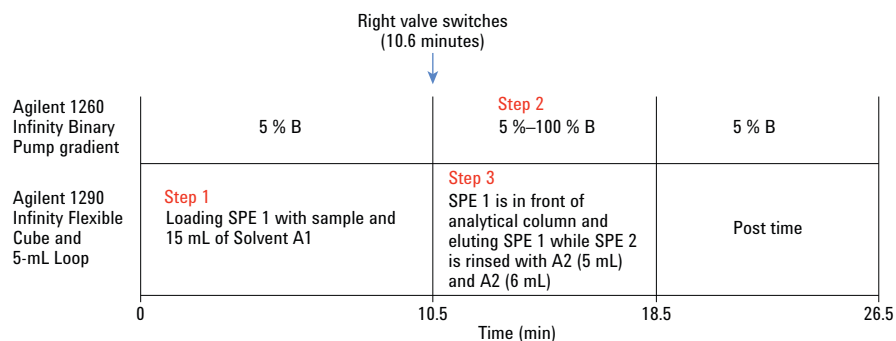 Right valve switches
(10.6 minutes)
Agilent 1260
Infinity Binary
Pump gradient
5 % B
Step 2
5 %–100 % B
5 % B
Agilent 1290
Infinity Flexible
Cube and
5-mL Loop
Step 1
Loading SPE 1 with sample and
15 mL of Solvent A1
Step 3
SPE 1 is in front of
analytical column and
eluting SPE 1 while SPE 2
is rinsed with A2 (5 mL)
and A2 (6 mL)
Post time
0
10.5
18.5
26.5
Time (min)